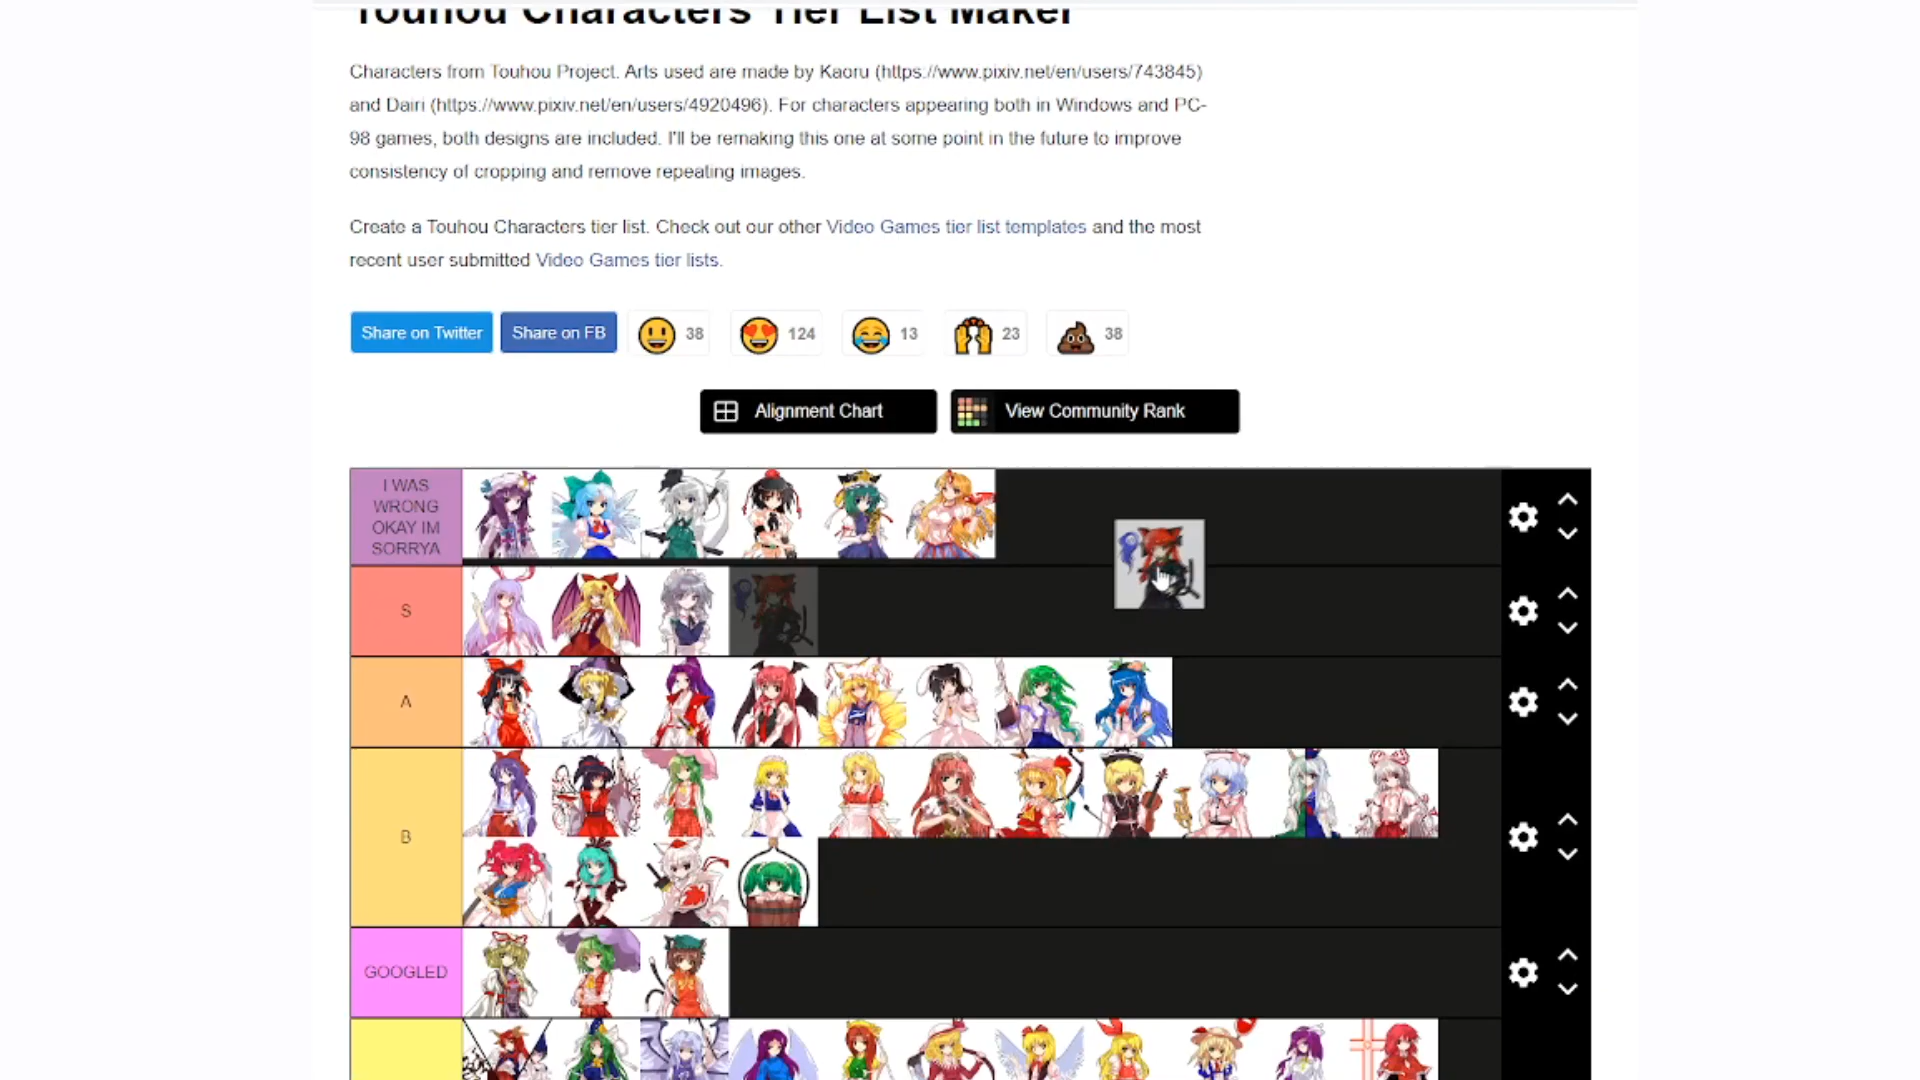 Touhou Characters Tier List Maker
Characters from Touhou Project. Arts used are made by Kaoru (https://www.pixiv.net/en/users/743845)
and Dairi (https://www.pixiv.net/en/users/4920496). For characters appearing both in Windows and PC-
98 games, both designs are included. I'll be remaking this one at some point in the future to improve
consistency of cropping and remove repeating images.
Create a Touhou Characters tier list. Check out our other Video Games tier list templates and the most
recent user submitted Video Games tier lists.
Share on Twitter Share on FB 38 124 13 23 38
Alignment Chart View Community Rank
I WAS
WRONG
OKAY IM
SORRYA
S
A
B
GOOGLED